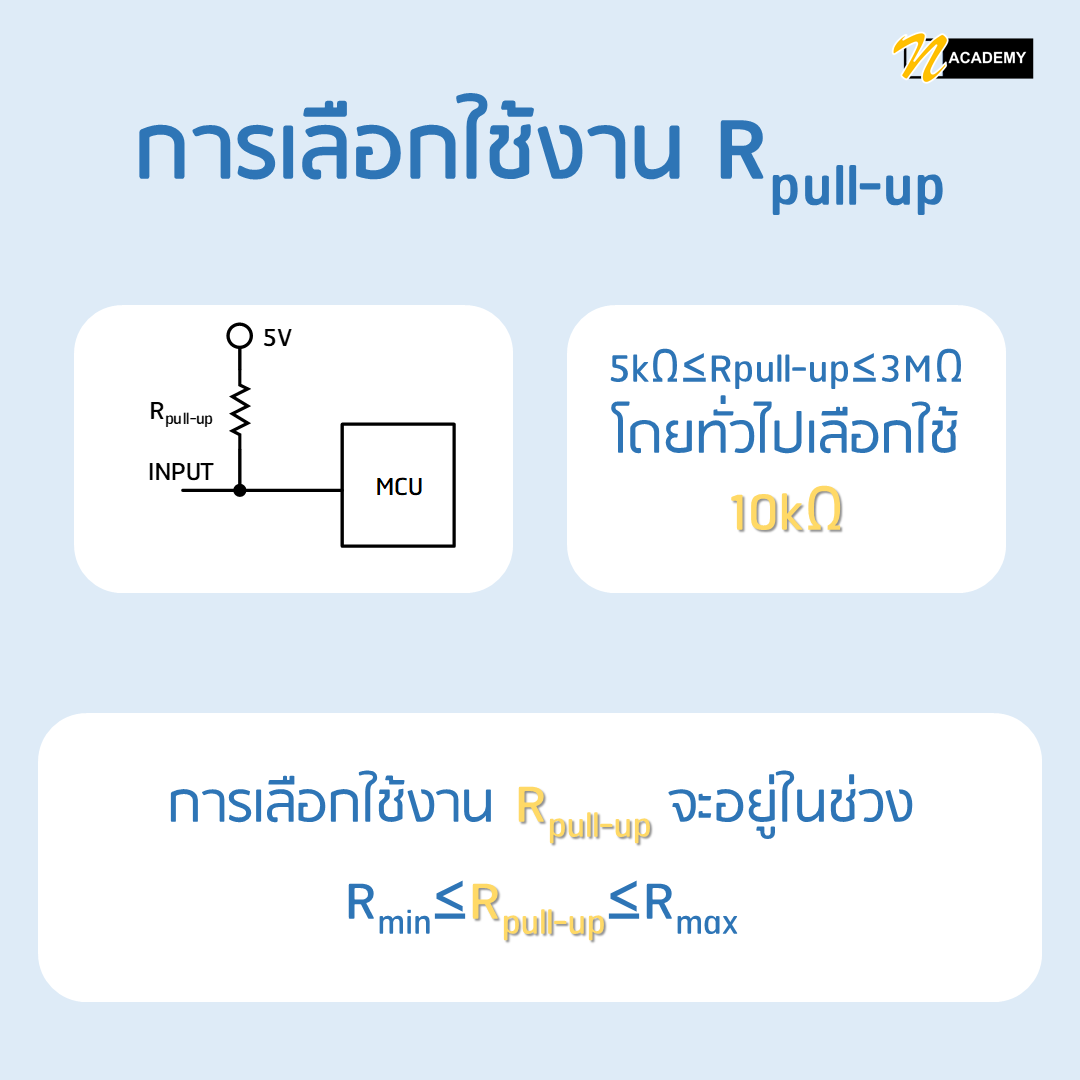 n ACADEMY
การเลือกใช้งาน Rpull-up
5V
Rpull-up
INPUT
MCU
5kΩ≤Rpull-up≤3MΩ
โดยทั่วไปเลือกใช้
10kΩ
การเลือกใช้งาน Rpull-up จะอยู่ในช่วง
Rmin≤Rpull-up≤Rmax